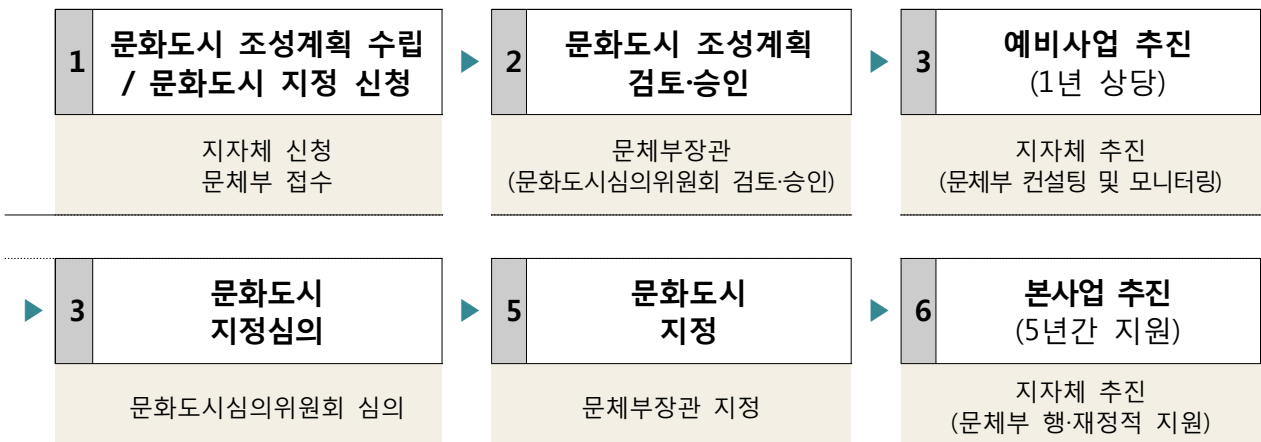 1
문화도시 조성계획 수립
/ 문화도시 지정 신청
지자체 신청
문체부 접수
▶
2
문화도시 조성계획
검토·승인
문체부장관
(문화도시심의위원회 검토·승인)
▶
3
예비사업 추진
(1년 상당)
지자체 추진
(문체부 컨설팅 및 모니터링)
▶
3
문화도시
지정심의
문화도시심의위원회 심의
▶
5
문화도시
지정
문체부장관 지정
▶
6
본사업 추진
(5년간 지원)
지자체 추진
(문체부 행·재정적 지원)